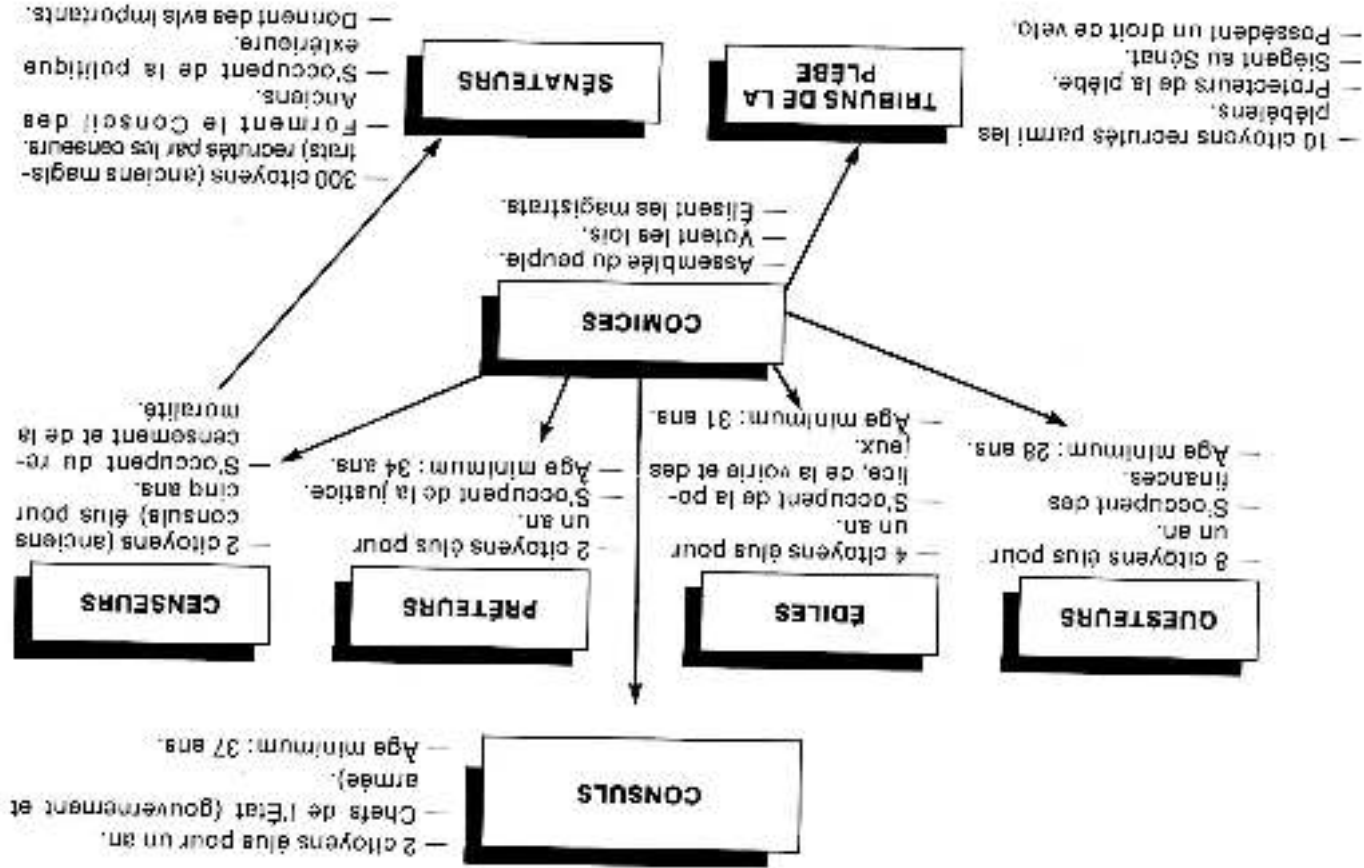 CONSULS
— 2 citoyens élus pour un an.
— Chefs de l'État (gouvernement et
armée).
— Âge minimum : 37 ans.
QUESTEURS
— 8 citoyens élus pour
un an.
— S'occupent des
finances.
— Âge minimum : 28 ans.
ÉDILES
— 4 citoyens élus pour
un an.
— S'occupent de la po-
lice, de la voirie et des
jeux.
— Âge minimum : 31 ans.
PRÉTEURS
— 2 citoyens élus pour
un an.
— S'occupent de la justice.
— Âge minimum : 34 ans.
CENSEURS
— 2 citoyens (anciens
consuls) élus pour
cinq ans.
— S'occupent du re-
censement et de la
moralité.
COMICES
— Assemblée du peuple.
— Votent les lois.
— Élisent les magistrats.
TRIBUNS DE LA
PLÈBE
— 10 citoyens recrutés parmi les
plébéiens.
— Protecteurs de la plèbe.
— Siègent au Sénat.
— Possèdent un droit de veto.
SÉNATEURS
— 300 citoyens (anciens magis-
trats) recrutés par les censeurs.
— Forment le Conseil des
Anciens.
— S'occupent de la politique
extérieure.
— Donnent des avis importants.